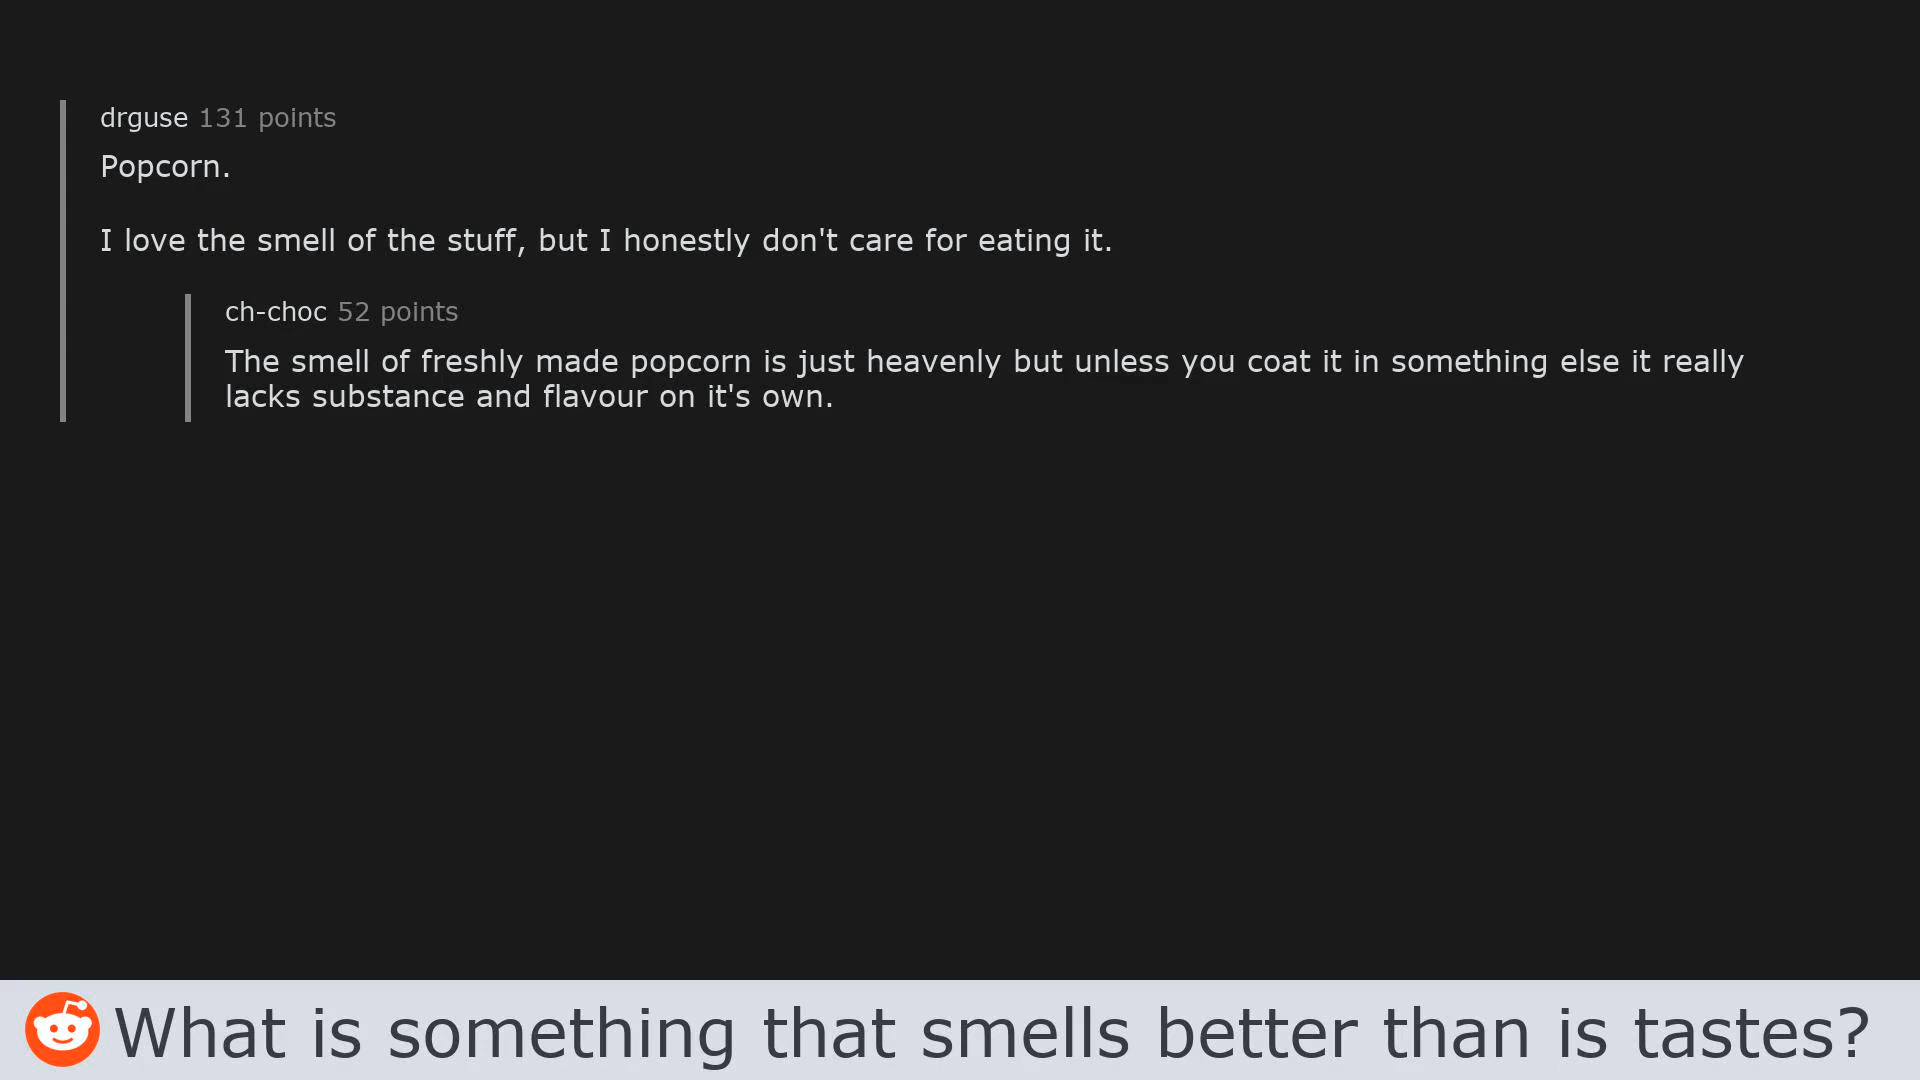 drguse 131 points
Popcorn.
I love the smell of the stuff, but I honestly don't care for eating it.
ch-choc 52 points
The smell of freshly made popcorn is just heavenly but unless you coat it in something else it really
lacks substance and flavour on it's own.
What is something that smells better than is tastes?